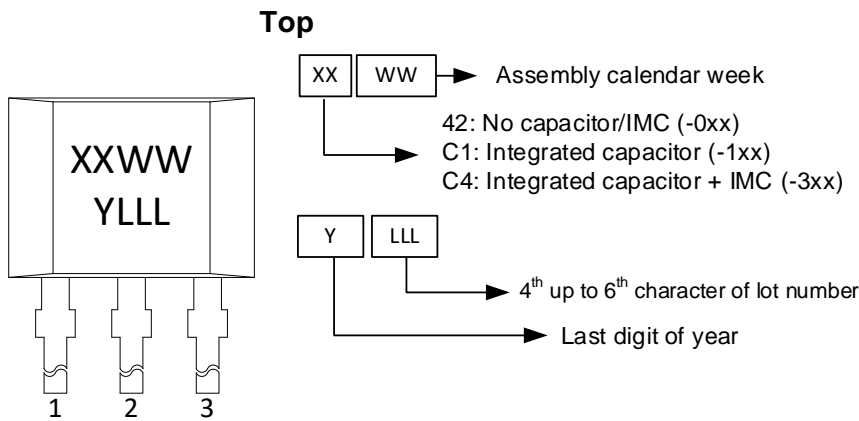 Top
XXWW
YLLL
1 2 3
XX WW Assembly calendar week
42: No capacitor/IMC (-0xx)
C1: Integrated capacitor (-1xx)
C4: Integrated capacitor + IMC (-3xx)
Y LLL
4th up to 6th character of lot number
Last digit of year